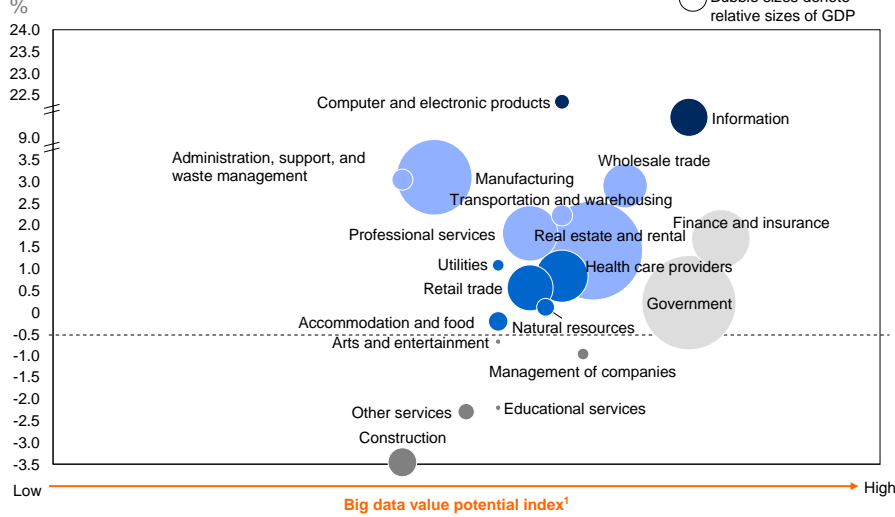 %
Bubble sizes denote
relative sizes of GDP
24.0
23.5
23.0
22.5
9.0
3.5
3.0
2.5
2.0
1.5
1.0
0.5
0
-0.5
-1.0
-1.5
-2.0
-2.5
-3.0
-3.5
Computer and electronic products
Information
Administration, support, and
waste management
Manufacturing
Wholesale trade
Transportation and warehousing
Finance and insurance
Professional services
Real estate and rental
Utilities
Health care providers
Retail trade
Government
Accommodation and food
Natural resources
Arts and entertainment
Management of companies
Other services
Educational services
Construction
Low
High
Big data value potential index¹